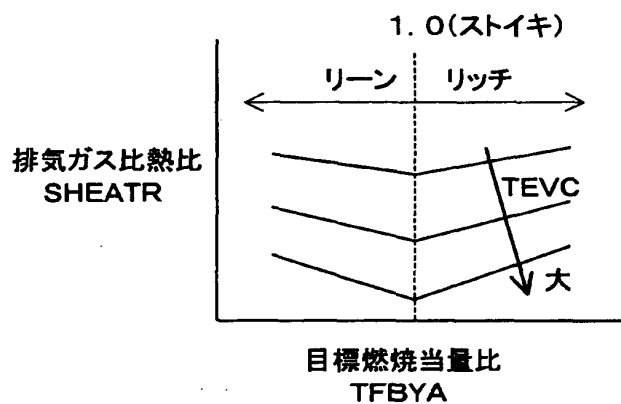 1. 0(ストイキ)
リーン リッチ
排気ガス比熱比
SHEATR
TEVC
大
目標燃焼当量比
TFBYA